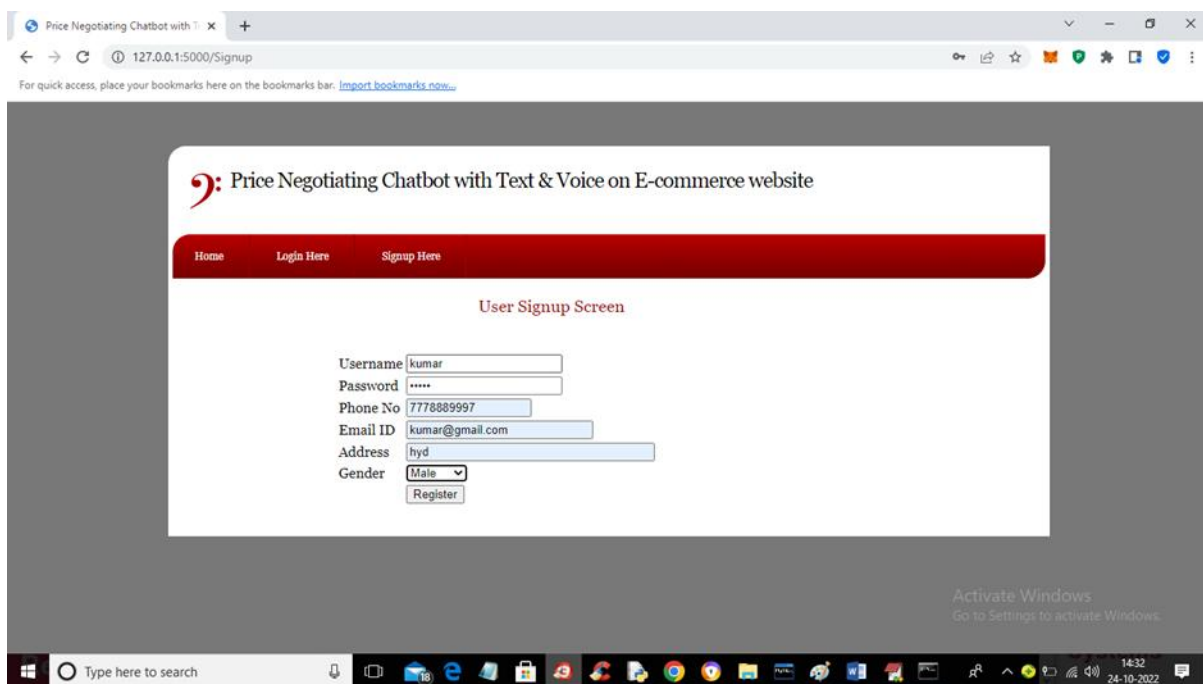 Price Negotiating Chatbot with T
127.0.0.1:5000/Signup
For quick access, place your bookmarks here on the bookmarks bar. Import bookmarks now...
Price Negotiating Chatbot with Text & Voice on E-commerce website
Home Login Here Signup Here
User Signup Screen
Username kumar
Password •••••
Phone No 7778889997
Email ID kumar@gmail.com
Address hyd
Gender Male
Register
Activate Windows
Go to Settings to activate Windows.
Type here to search
18
14:32
24-10-2022